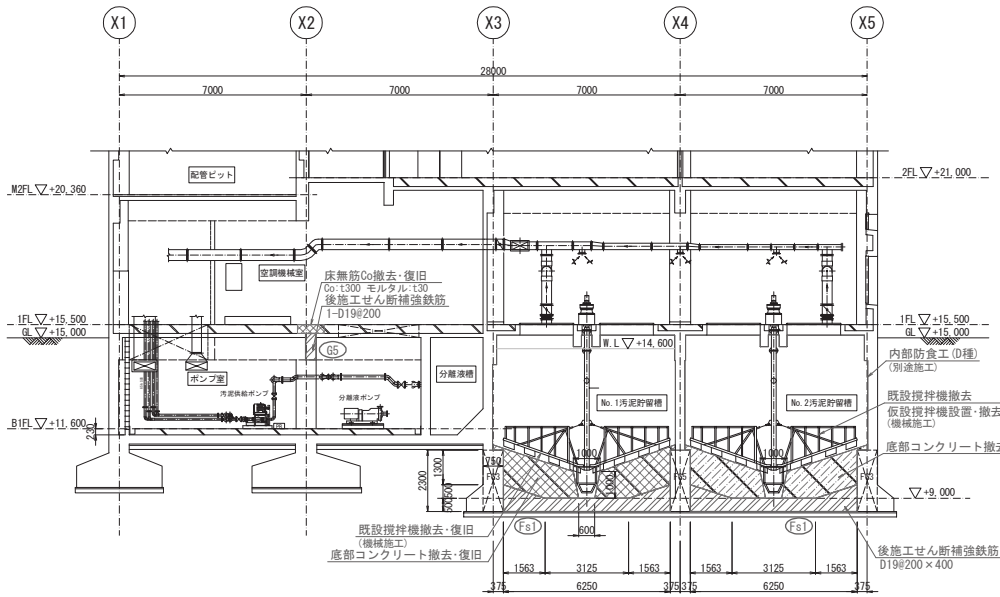 X1
X2
X3
X4
X5
28000
7000
7000
7000
7000
配管ピット
M2FL ▽+20,360
2FL ▽+21,000
空調機械室
床無筋Co撤去・復旧
Co:t300 モルタル:t30
後施工せん断補強鉄筋
1-D19@200
1FL ▽+15,500
GL ▽+15,000
1FL ▽+15,500
GL ▽+15,000
G5
W.L ▽+14,600
内部防食工(D種)
(別途施工)
ポンプ室
汚泥供給ポンプ
分離液ポンプ
分離液槽
No.1汚泥貯留槽
No.2汚泥貯留槽
既設撹拌機撤去
仮設撹拌機設置・撤去
(機械施工)
B1FL ▽+11,600
230
底部コンクリート撤去
750
1000
1000
2300
1300
500
500
1000
FG3
FG5
FG3
▽+9,000
Fs1
600
Fs1
既設撹拌機撤去・復旧
(機械施工)
底部コンクリート撤去・復旧
後施工せん断補強鉄筋
D19@200×400
1563
3125
1563
1563
3125
1563
375
6250
375
375
6250
375